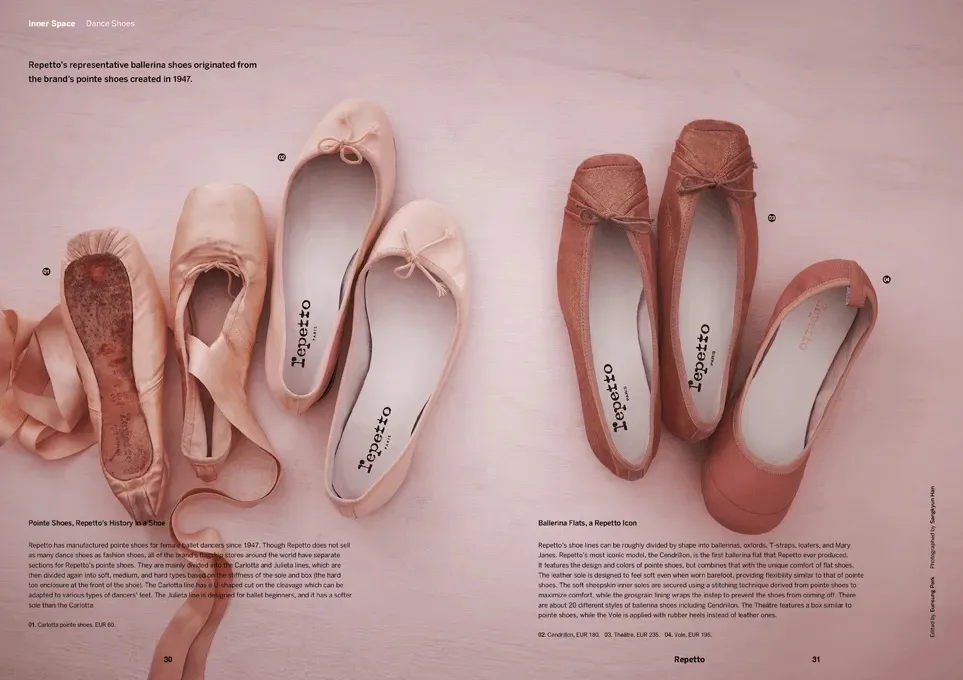 Inner Space Dance Shoes
Repetto's representative ballerina shoes originated from
the brand's pointe shoes created in 1947.
02
01
03
04
repetto
PARIS
repetto
PARIS
repetto
PARIS
repetto
PARIS
repetto
Pointe Shoes, Repetto's History in a Shoe
Repetto has manufactured pointe shoes for female ballet dancers since 1947. Though Repetto does not sell
as many dance shoes as fashion shoes, all of the brand's flagship stores around the world have separate
sections for Repetto's pointe shoes. They are mainly divided into the Carlotta and Julieta lines, which are
then divided again into soft, medium, and hard types based on the stiffness of the sole and box (the hard
toe enclosure at the front of the shoe). The Carlotta line has a U-shaped cut on the cleavage which can be
adapted to various types of dancers' feet. The Julieta line is designed for ballet beginners, and it has a softer
sole than the Carlotta.
01. Carlotta pointe shoes, EUR 60.
30
Ballerina Flats, a Repetto Icon
Repetto's shoe lines can be roughly divided by shape into ballerinas, oxfords, T-straps, loafers, and Mary
Janes. Repetto's most iconic model, the Cendrillon, is the first ballerina flat that Repetto ever produced.
It features the design and colors of pointe shoes, but combines that with the unique comfort of flat shoes.
The leather sole is designed to feel soft even when worn barefoot, providing flexibility similar to that of pointe
shoes. The soft sheepskin inner soles are secured using a stitching technique derived from pointe shoes to
maximize comfort, while the grosgrain lining wraps the instep to prevent the shoes from coming off. There
are about 20 different styles of ballerina shoes including Cendrillon. The Théâtre features a box similar to
pointe shoes, while the Vole is applied with rubber heels instead of leather ones.
02. Cendrillon, EUR 180. 03. Théâtre, EUR 235. 04. Vole, EUR 195.
Repetto
31
Edited by Eunsung Park Photographed by Sangkyun Han